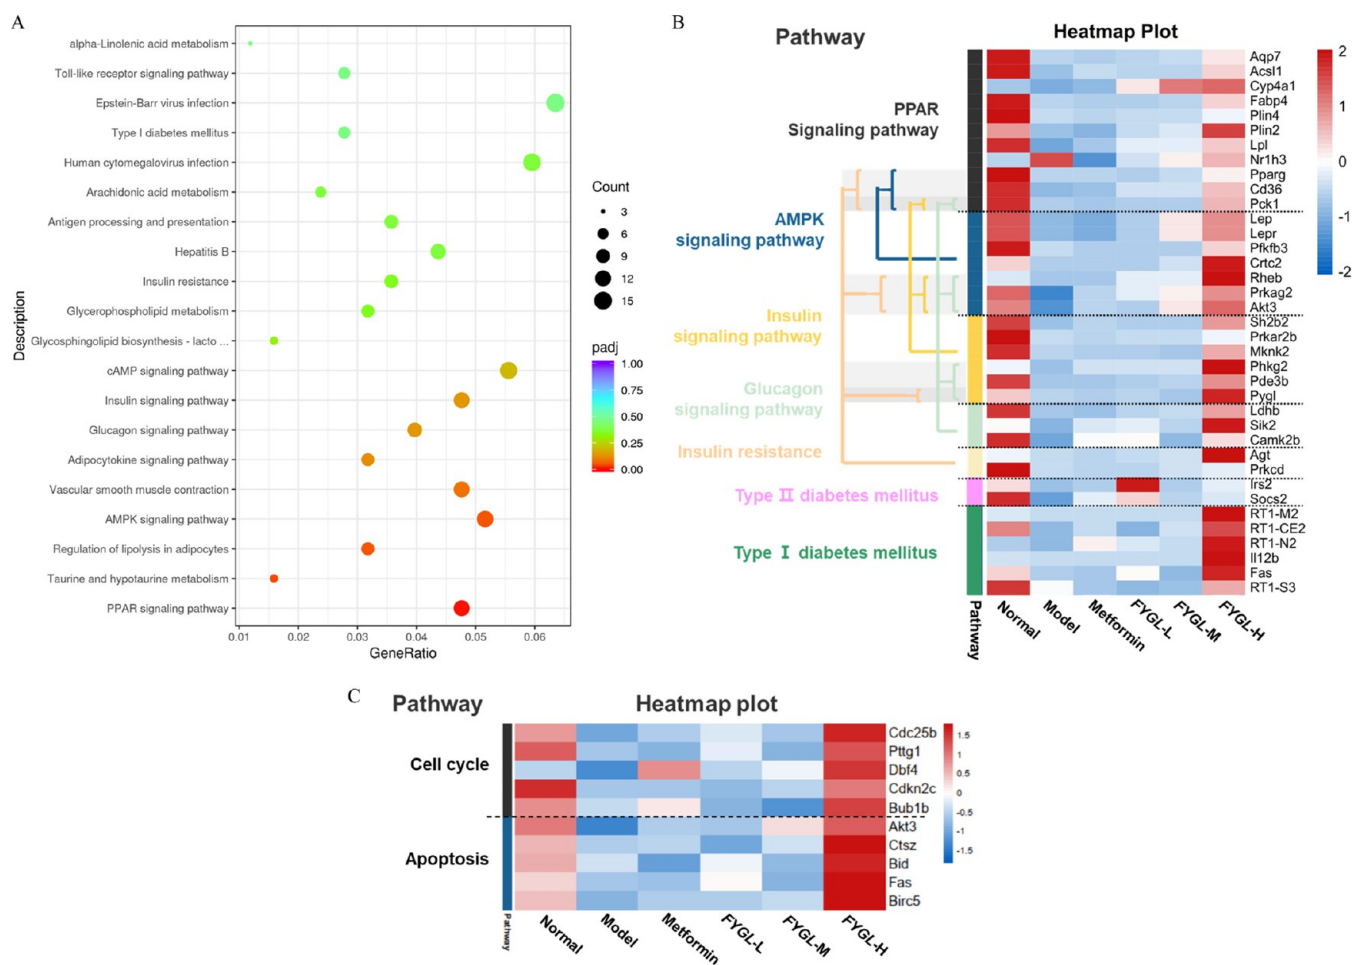 A
Description
alpha-Linolenic acid metabolism
Toll-like receptor signaling pathway
Epstein-Barr virus infection
Type I diabetes mellitus
Human cytomegalovirus infection
Arachidonic acid metabolism
Antigen processing and presentation
Hepatitis B
Insulin resistance
Glycerophospholipid metabolism
Glycosphingolipid biosynthesis - lacto ...
cAMP signaling pathway
Insulin signaling pathway
Glucagon signaling pathway
Adipocytokine signaling pathway
Vascular smooth muscle contraction
AMPK signaling pathway
Regulation of lipolysis in adipocytes
Taurine and hypotaurine metabolism
PPAR signaling pathway
0.01 0.02 0.03 0.04 0.05 0.06
GeneRatio
Count
3
6
9
12
15
padj
1.00
0.75
0.50
0.25
0.00
B
Pathway
Heatmap Plot
PPAR
Signaling pathway
AMPK
signaling pathway
Insulin
signaling pathway
Glucagon
signaling pathway
Insulin resistance
Type II diabetes mellitus
Type I diabetes mellitus
Aqp7
Acsl1
Cyp4a1
Fabp4
Plin4
Plin2
Lpl
Nr1h3
Pparg
Cd36
Pck1
Lep
Lepr
Pfkfb3
Crtc2
Rheb
Prkag2
Akt3
Sh2b2
Prkar2b
Mknk2
Phkg2
Pde3b
Pygl
Ldhb
Sik2
Camk2b
Agt
Prkcd
Irs2
Socs2
RT1-M2
RT1-CE2
RT1-N2
Il12b
Fas
RT1-S3
2
1
0
-1
-2
Pathway
Normal
Model
Metformin
FYGL-L
FYGL-M
FYGL-H
C
Pathway
Heatmap plot
Cell cycle
Apoptosis
Cdc25b
Pttg1
Dbf4
Cdkn2c
Bub1b
Akt3
Ctsz
Bid
Fas
Birc5
1.5
1
0.5
0
-0.5
-1
-1.5
Pathway
Normal
Model
Metformin
FYGL-L
FYGL-M
FYGL-H